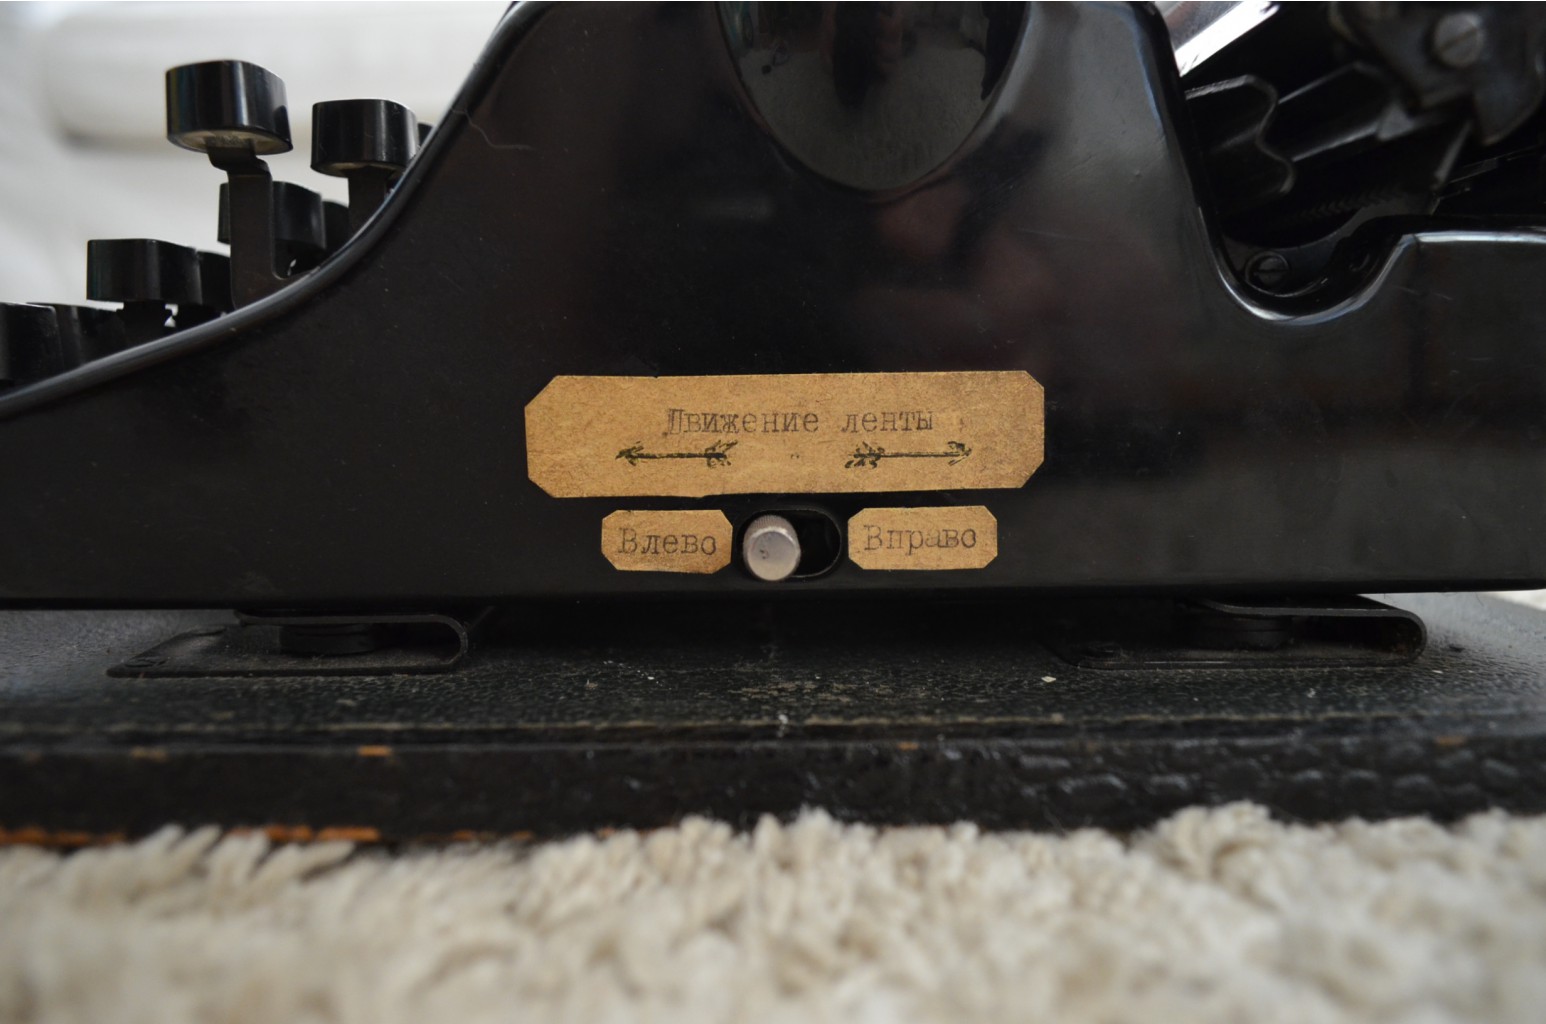 Движение ленты
Влево
Вправо